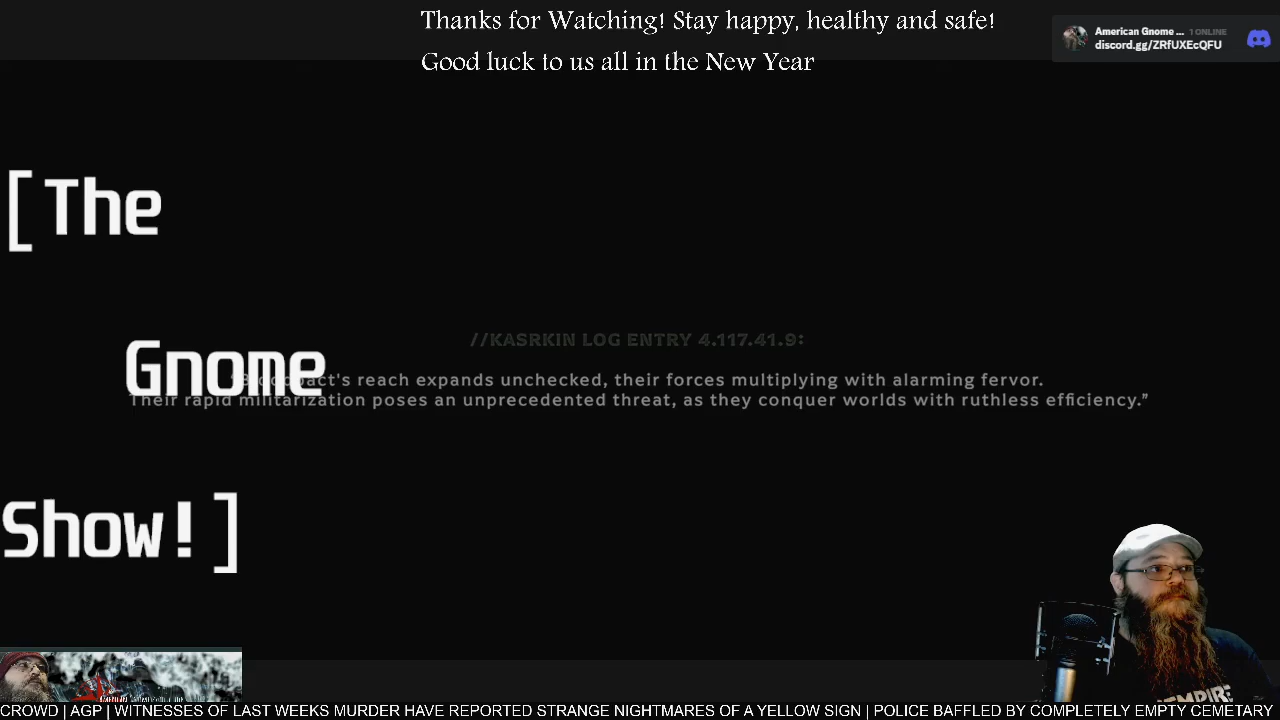 Thanks for Watching! Stay happy, healthy and safe!
Good luck to us all in the New Year
American Gnome ... 1 ONLINE
discord.gg/ZRfUXEcQFU
[The
Gnome
Show!]
//KASRKIN LOG ENTRY 4.117.41.9:
reach expands unchecked, their forces multiplying with alarming fervor.
Their rapid militarization poses an unprecedented threat, as they conquer worlds with ruthless efficiency."
CROWD | AGP | WITNESSES OF LAST WEEKS MURDER HAVE REPORTED STRANGE NIGHTMARES OF A YELLOW SIGN | POLICE BAFFLED BY COMPLETELY EMPTY CEMETARY